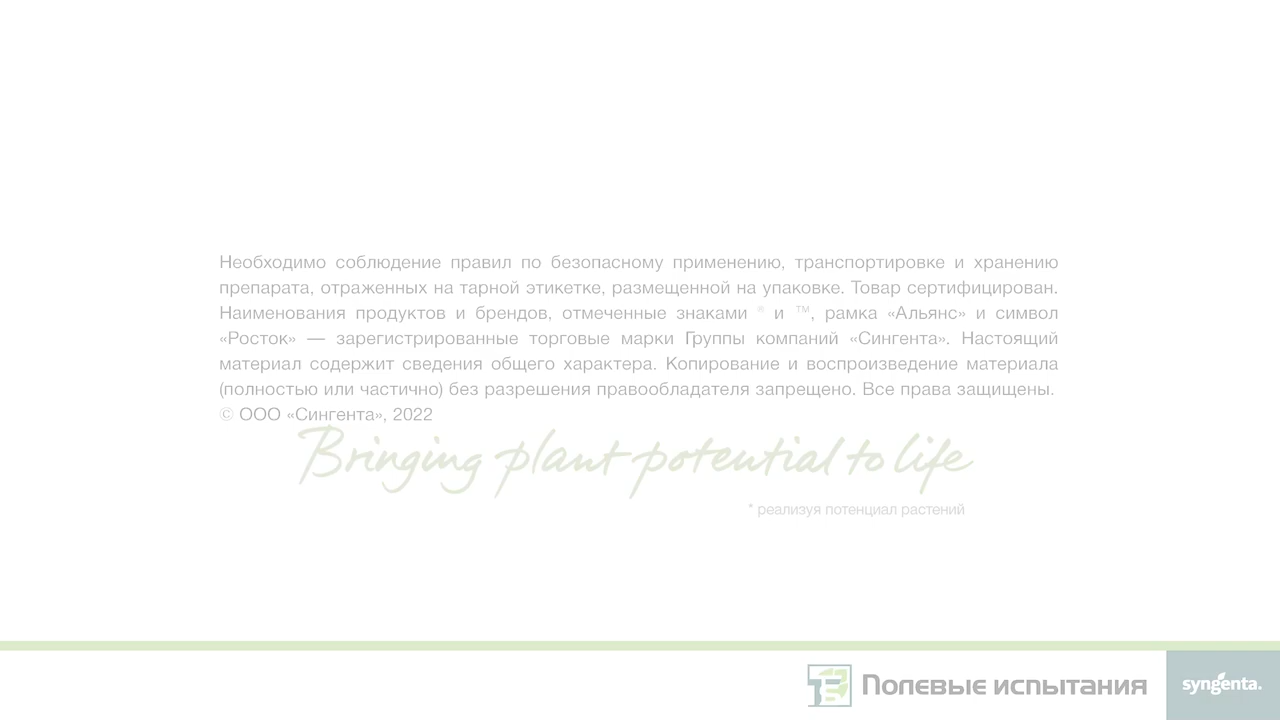 Необходимо соблюдение правил по безопасному применению, транспортировке и хранению
препарата, отраженных на тарной этикетке, размещенной на упаковке. Товар сертифицирован.
Наименования продуктов и брендов, отмеченные знаками ® и ™, рамка «Альянс» и символ
«Росток» — зарегистрированные торговые марки Группы компаний «Сингента». Настоящий
материал содержит сведения общего характера. Копирование и воспроизведение материала
(полностью или частично) без разрешения правообладателя запрещено. Все права защищены.
© ООО «Сингента», 2022
Bringing plant potential to life
* реализуя потенциал растений
Полевые испытания
syngenta.